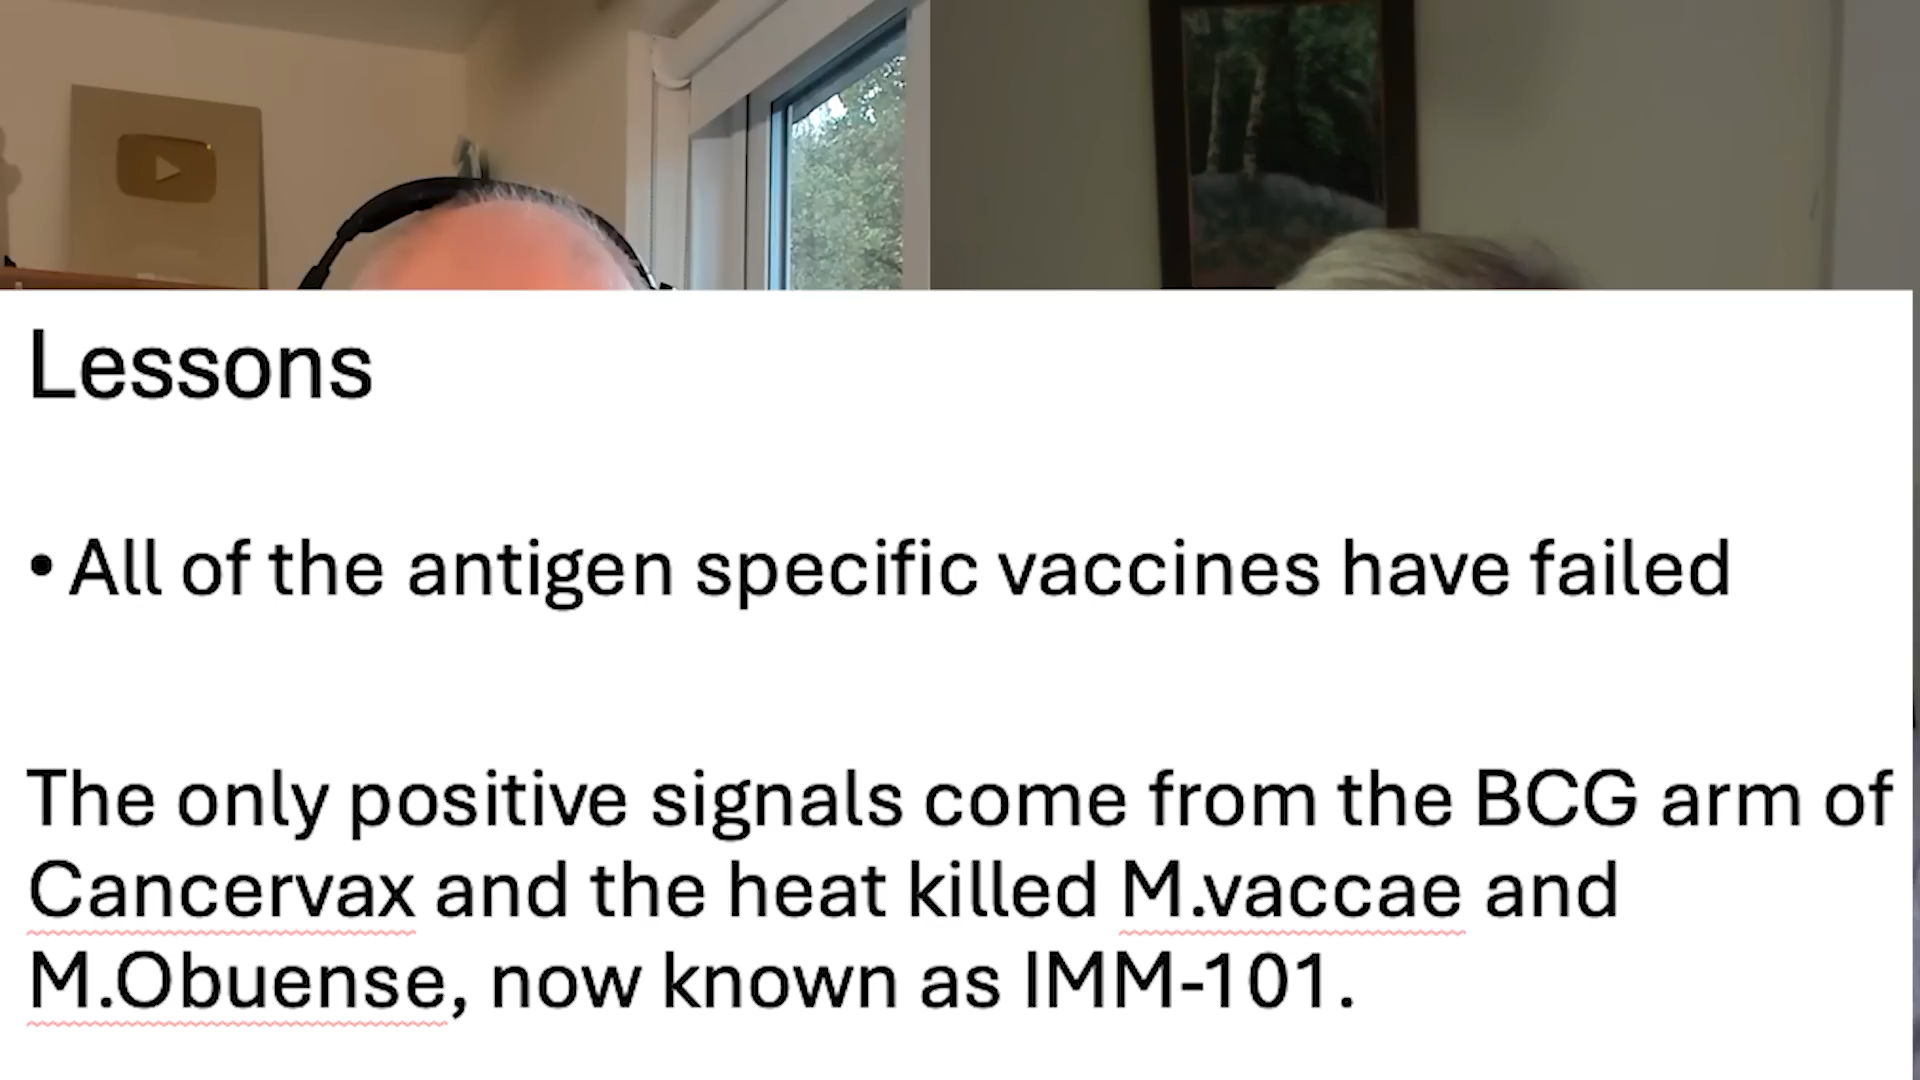 Lessons
• All of the antigen specific vaccines have failed
The only positive signals come from the BCG arm of
Cancervax and the heat killed M.vaccae and
M.Obuense, now known as IMM-101.